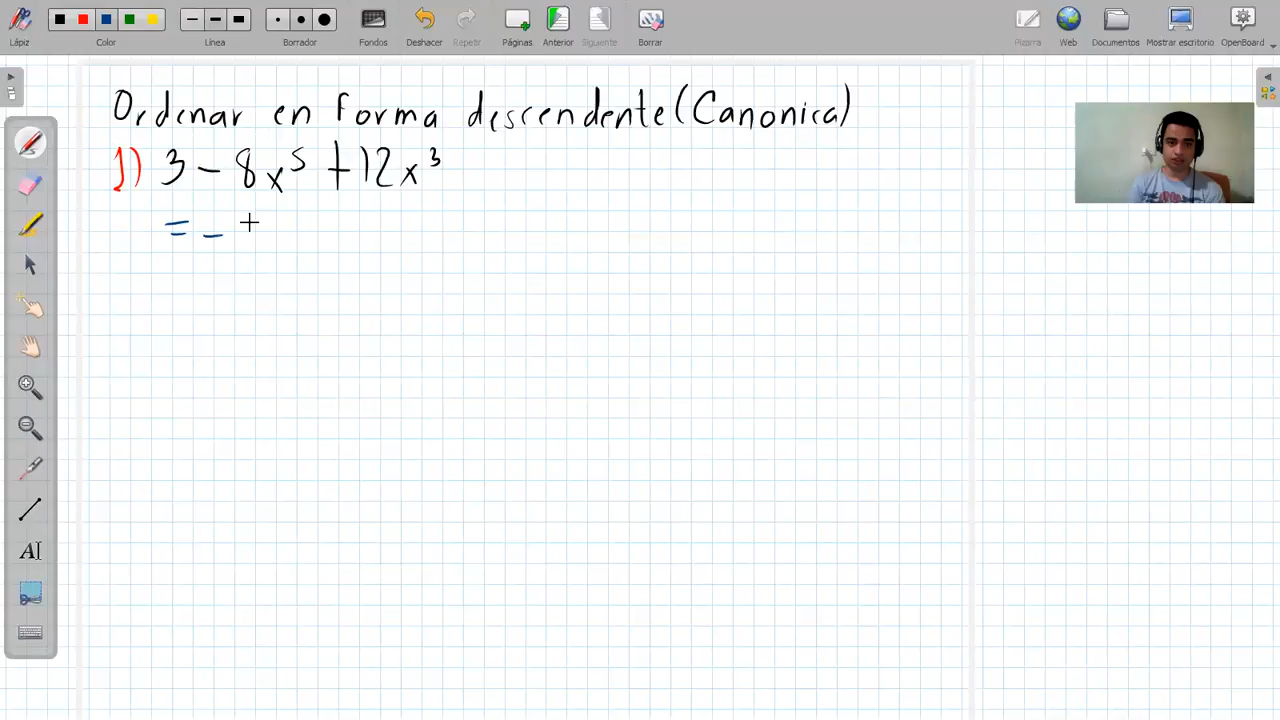 Lápiz Color Línea Borrador Fondos Deshacer Repetir Páginas Anterior Siguiente Borrar Pizarra Web Documentos Mostrar escritorio OpenBoard
Ordenar en forma descendente (Canonica)
1) 3 - 8x⁵ + 12x³
= -